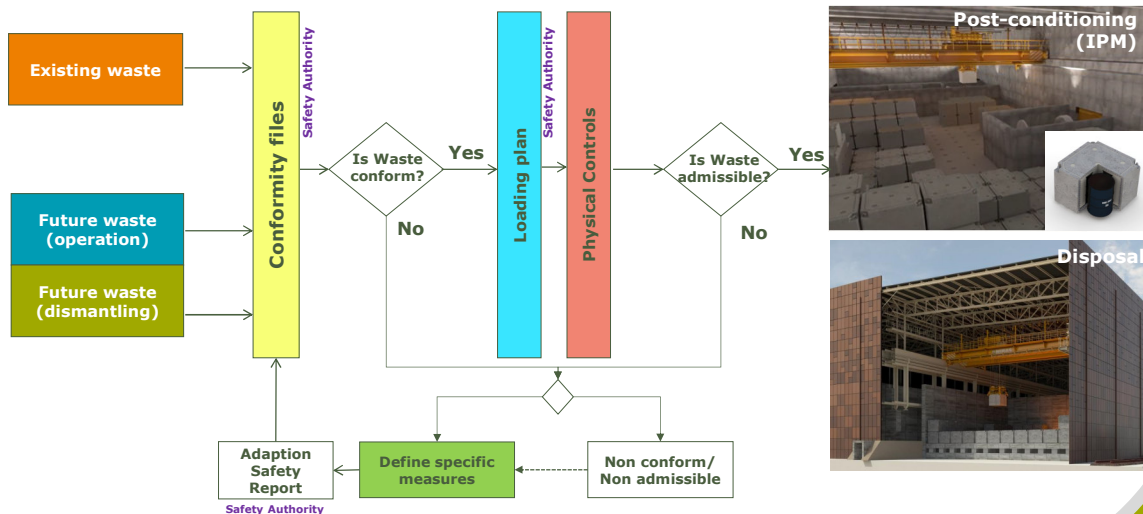 Post-conditioning
(IPM)
Existing waste
Conformity files
Safety Authority
Is Waste
conform?
Yes
No
Loading plan
Safety Authority
Physical Controls
Is Waste
admissible?
Yes
No
Future waste
(operation)
Future waste
(dismantling)
Disposal
Adaption
Safety
Report
Safety Authority
Define specific
measures
Non conform/
Non admissible